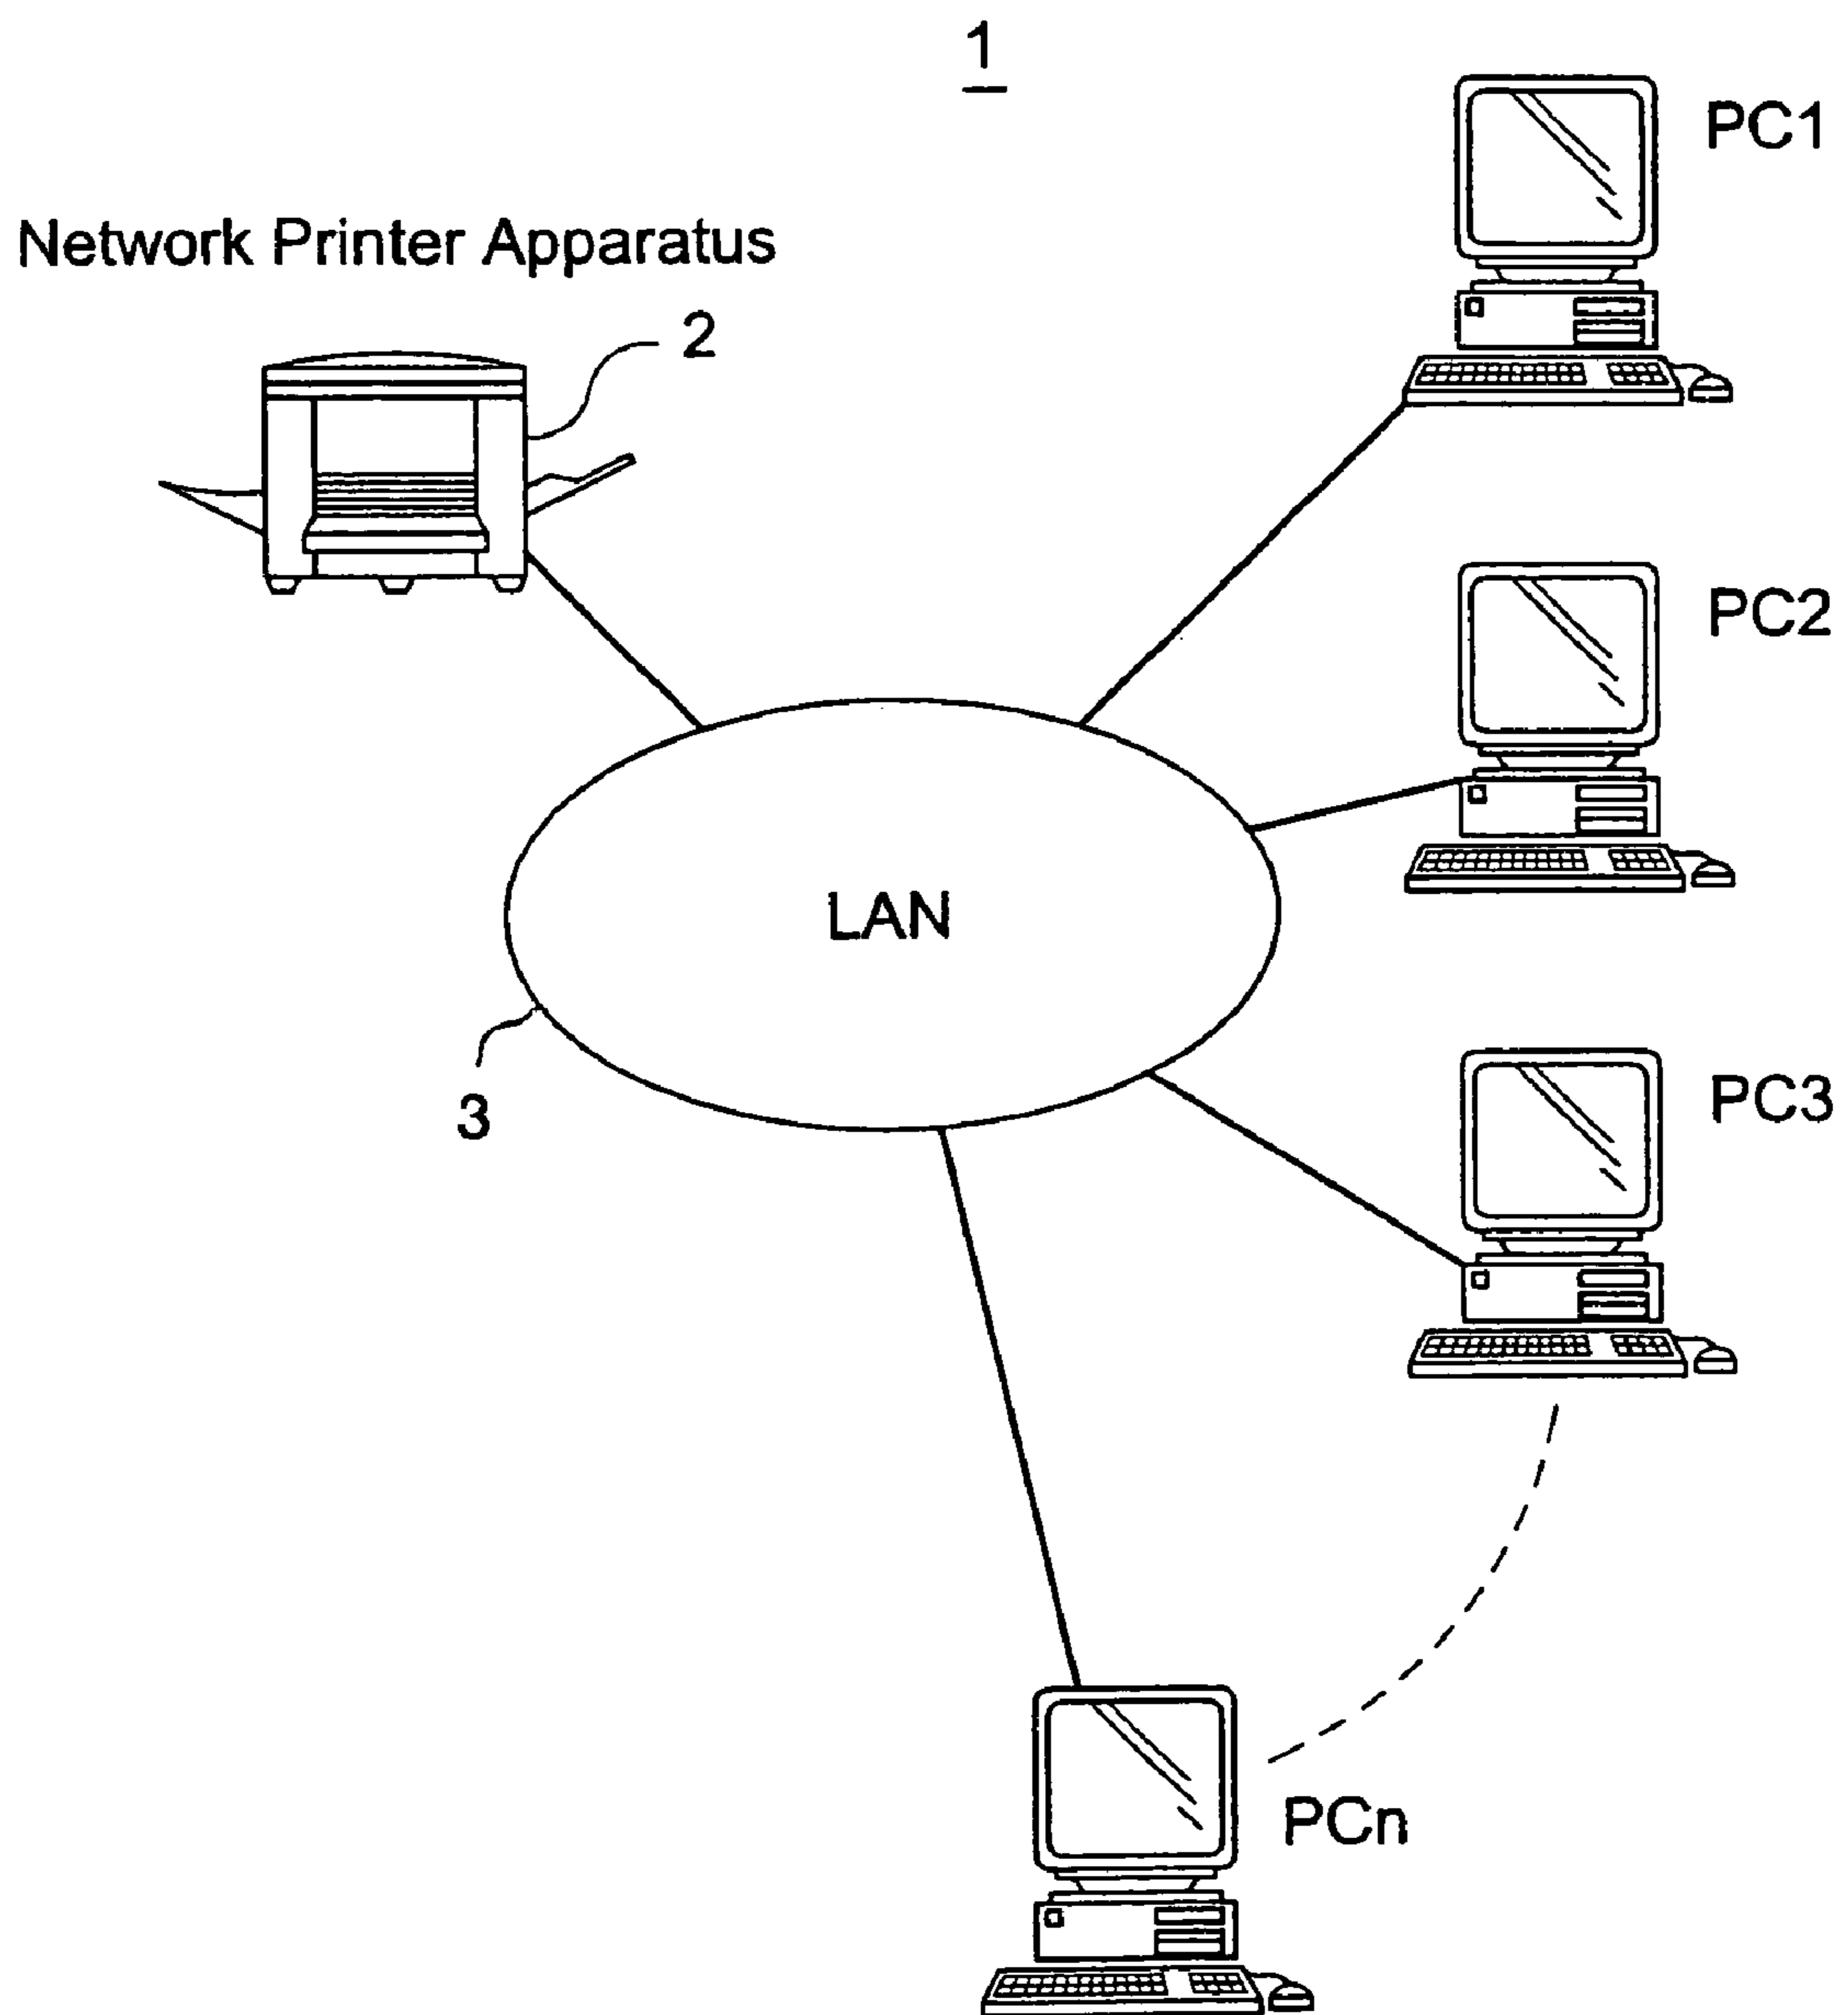 1
PC1
Network Printer Apparatus
2
PC2
LAN
3
PC3
PCn